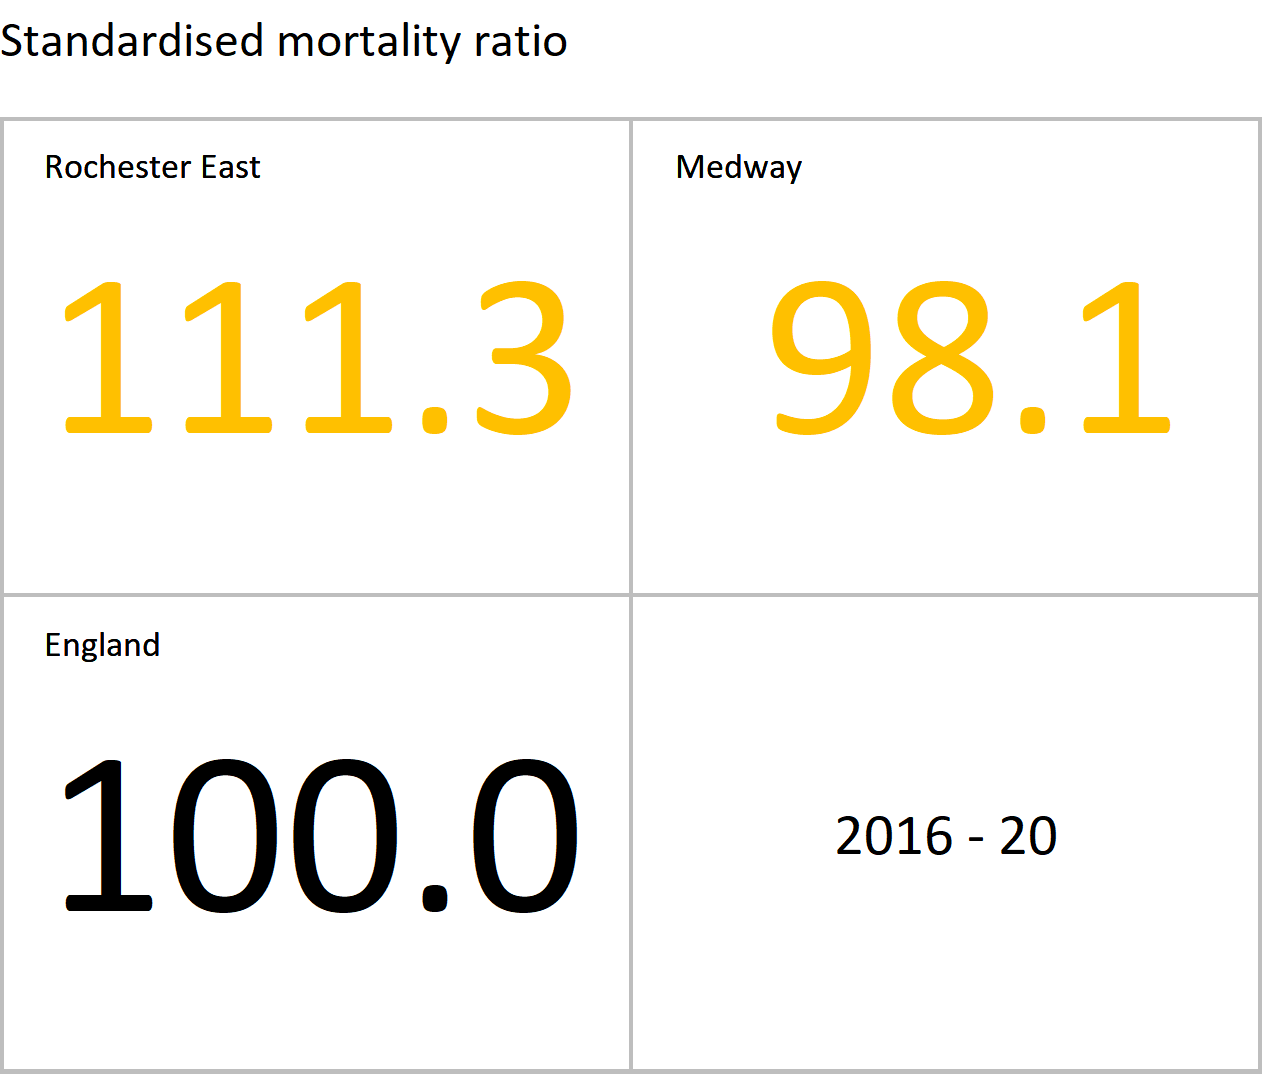 Standardised mortality ratio
Rochester East
111.3
Medway
98.1
England
100.0
2016 - 20